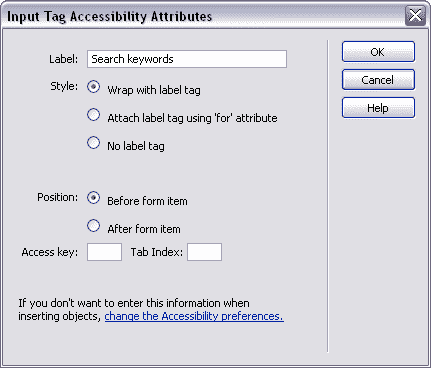 Input Tag Accessibility Attributes
Label: Search keywords
OK
Style: Wrap with label tag
Cancel
Attach label tag using 'for' attribute
Help
No label tag
Position: Before form item
After form item
Access key: Tab Index:
If you don't want to enter this information when
inserting objects, change the Accessibility preferences.